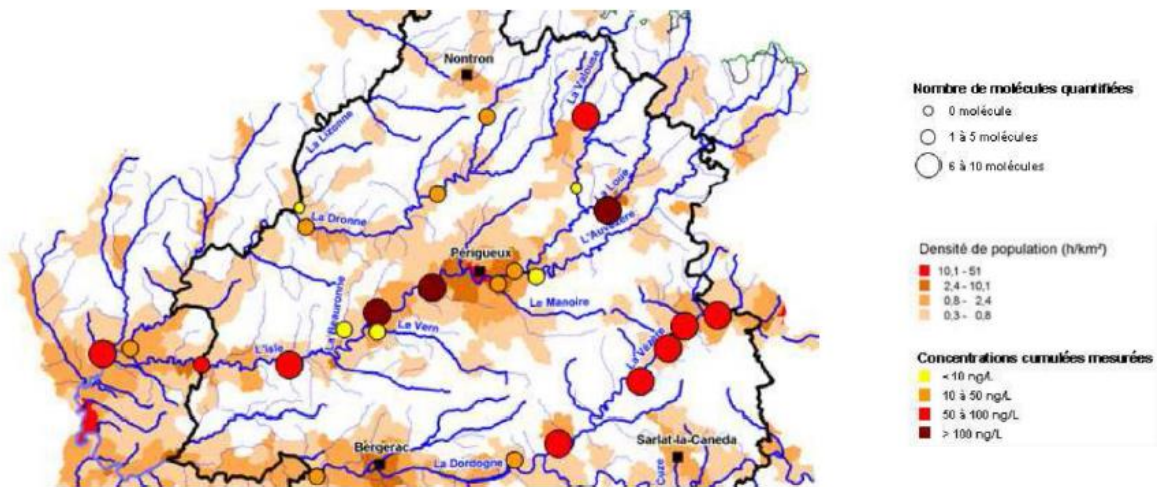 Nontron
La Valouse
La Lizonne
La Loue
La Dronne
L'Auvézère
Périgueux
La Beauronne
Le Manoire
Le Vern
La Vézère
L'Isle
Bergerac
Sarlat-la-Caneda
La Dordogne
Cuze
Nombre de molécules quantifiées
0 molécule
1 à 5 molécules
6 à 10 molécules
Densité de population (h/km²)
10,1 - 51
2,4 - 10,1
0,8 - 2,4
0,3 - 0,8
Concentrations cumulées mesurées
<10 ng/L
10 à 50 ng/L
50 à 100 ng/L
> 100 ng/L